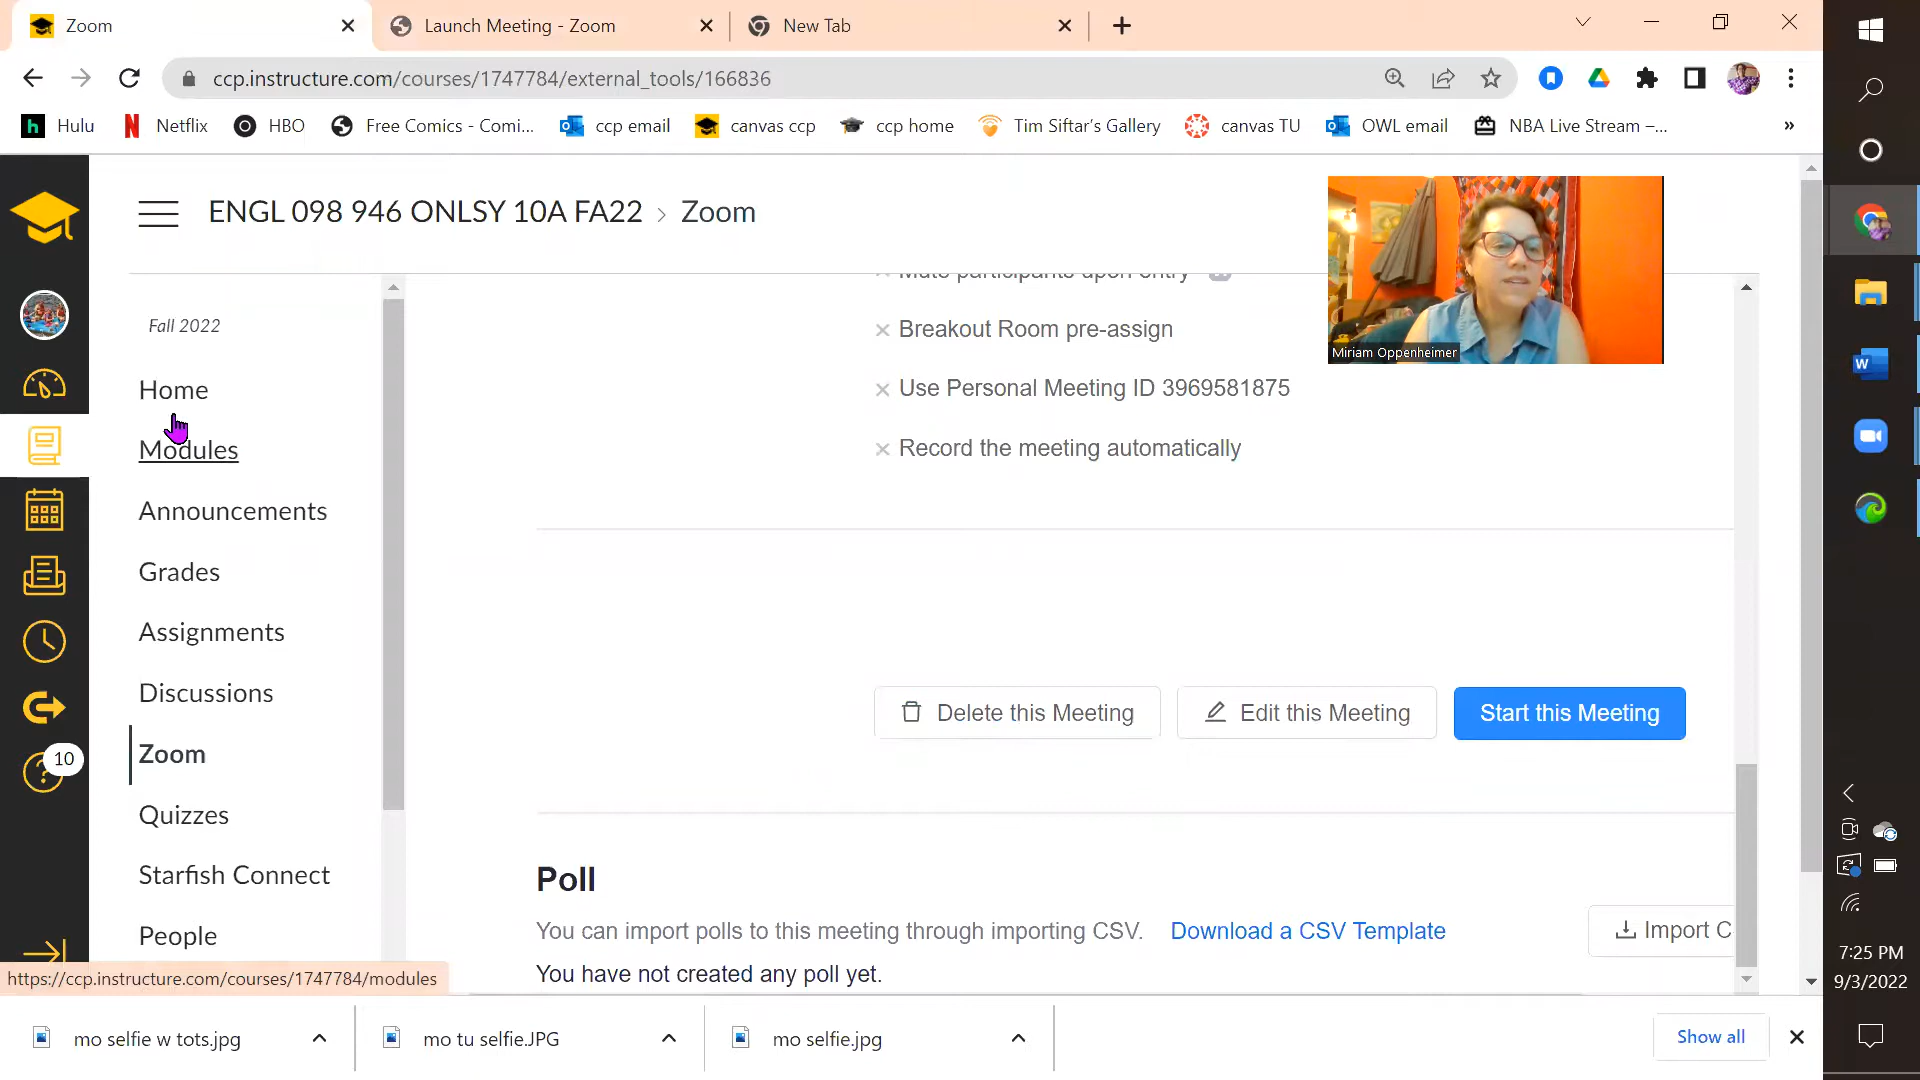 Zoom
Launch Meeting - Zoom
New Tab
ccp.instructure.com/courses/1747784/external_tools/166836
Hulu
Netflix
HBO
Free Comics - Comi...
ccp email
canvas ccp
ccp home
Tim Siftar's Gallery
canvas TU
OWL email
NBA Live Stream –...
»
ENGL 098 946 ONLSY 10A FA22 > Zoom
Fall 2022
Home
Modules
Announcements
Grades
Assignments
Discussions
Zoom
Quizzes
Starfish Connect
People
10
Mute participants upon entry
Breakout Room pre-assign
Use Personal Meeting ID 3969581875
Record the meeting automatically
Miriam Oppenheimer
Delete this Meeting
Edit this Meeting
Start this Meeting
Poll
You can import polls to this meeting through importing CSV. Download a CSV Template
Import C
You have not created any poll yet.
https://ccp.instructure.com/courses/1747784/modules
mo selfie w tots.jpg
mo tu selfie.JPG
mo selfie.jpg
Show all
7:25 PM
9/3/2022